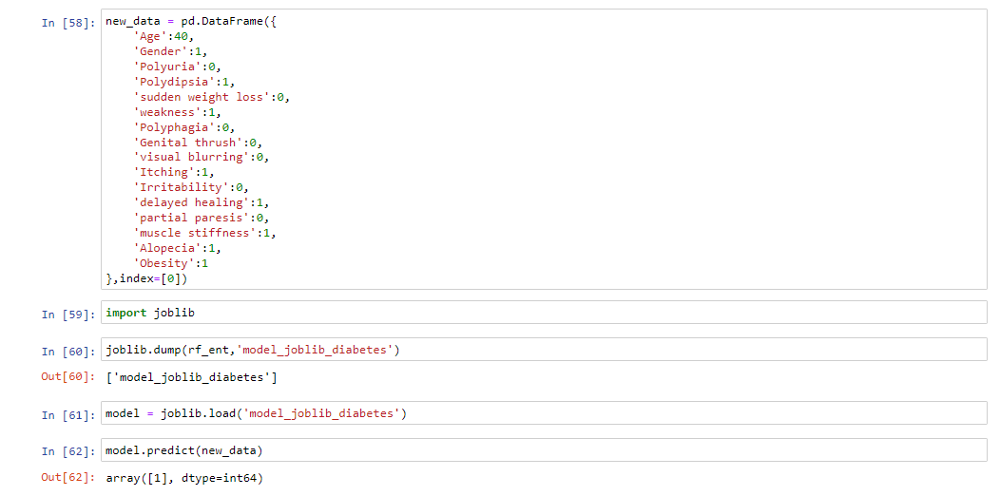 In [58]: new_data = pd.DataFrame({
'Age':40,
'Gender':1,
'Polyuria':0,
'Polydipsia':1,
'sudden weight loss':0,
'weakness':1,
'Polyphagia':0,
'Genital thrush':0,
'visual blurring':0,
'Itching':1,
'Irritability':0,
'delayed healing':1,
'partial paresis':0,
'muscle stiffness':1,
'Alopecia':1,
'Obesity':1
},index=[0])
In [59]: import joblib
In [60]: joblib.dump(rf_ent,'model_joblib_diabetes')
Out[60]: ['model_joblib_diabetes']
In [61]: model = joblib.load('model_joblib_diabetes')
In [62]: model.predict(new_data)
Out[62]: array([1], dtype=int64)